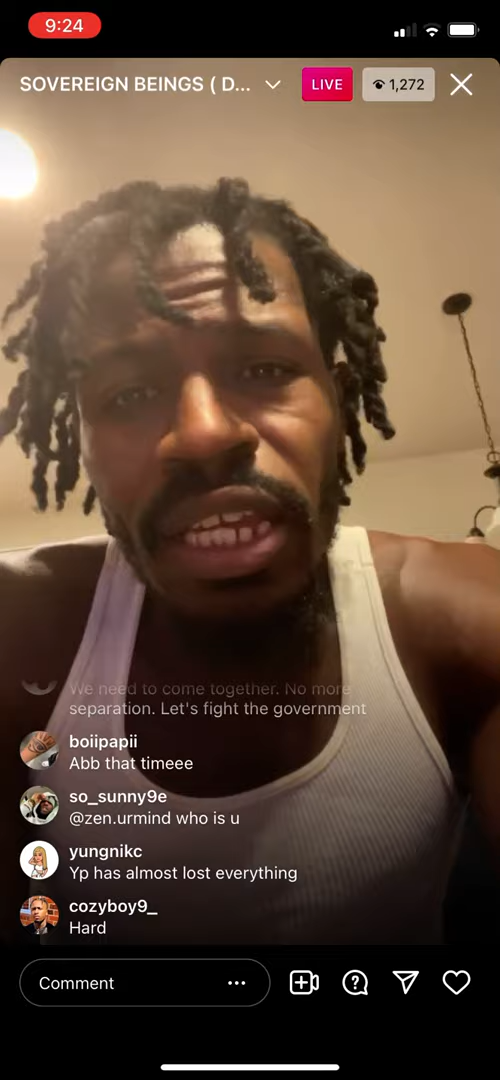 9:24
SOVEREIGN BEINGS ( D...
LIVE
1,272
We need to come together. No more
separation. Let's fight the government
boiipapii
Abb that timeee
so_sunny9e
@zen.urmind who is u
yungnikc
Yp has almost lost everything
cozyboy9_
Hard
Comment